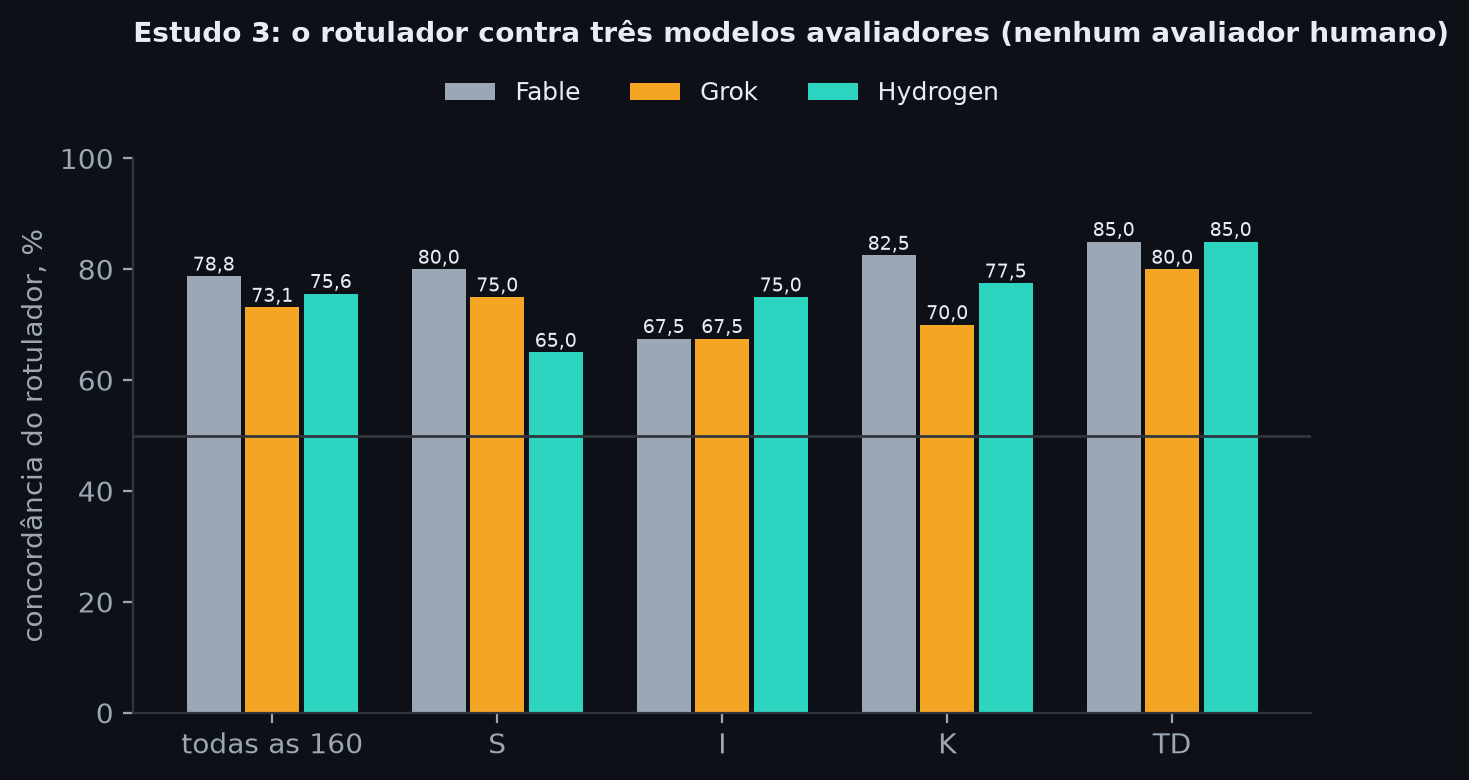 Estudo 3: o rotulador contra três modelos avaliadores (nenhum avaliador humano)
Fable Grok Hydrogen
concordância do rotulador, %
100
80
60
40
20
0
78,8 73,1 75,6
80,0 75,0 65,0
67,5 67,5 75,0
82,5 70,0 77,5
85,0 80,0 85,0
todas as 160 S I K TD